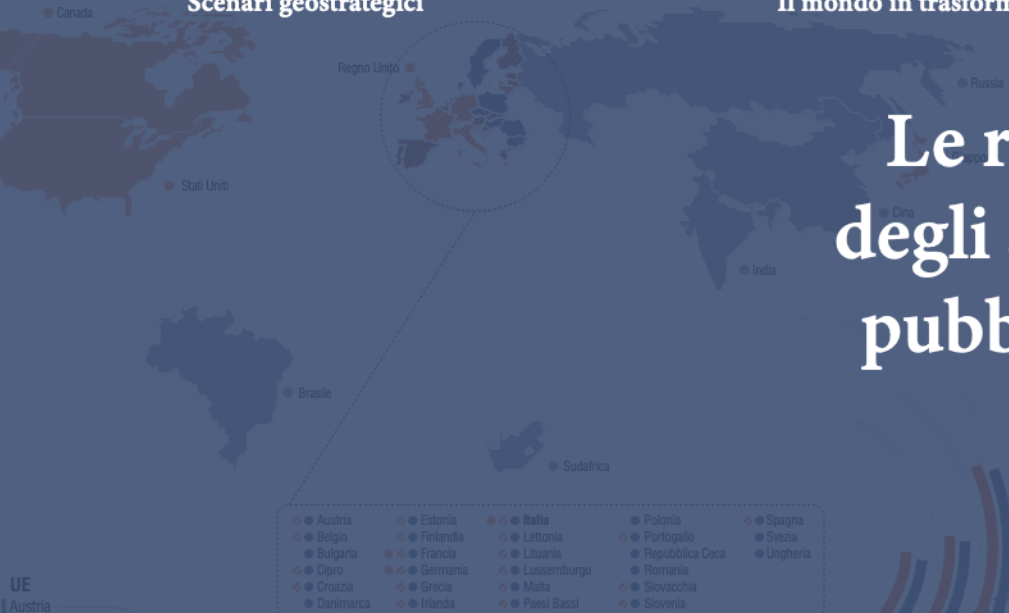 Scenari geostrategici
Il mondo in trasform
Canada
Regno Unito
Russia
Le r
Stati Uniti
Cina
degli
India
pubb
Brasile
Sudafrica
Austria
Estonia
Italia
Polonia
Spagna
Belgio
Finlandia
Lettonia
Portogallo
Svezia
Bulgaria
Francia
Lituania
Repubblica Ceca
Ungheria
Cipro
Germania
Lussemburgo
Romania
Croazia
Grecia
Malta
Slovacchia
Danimarca
Irlanda
Paesi Bassi
Slovenia
UE
Austria